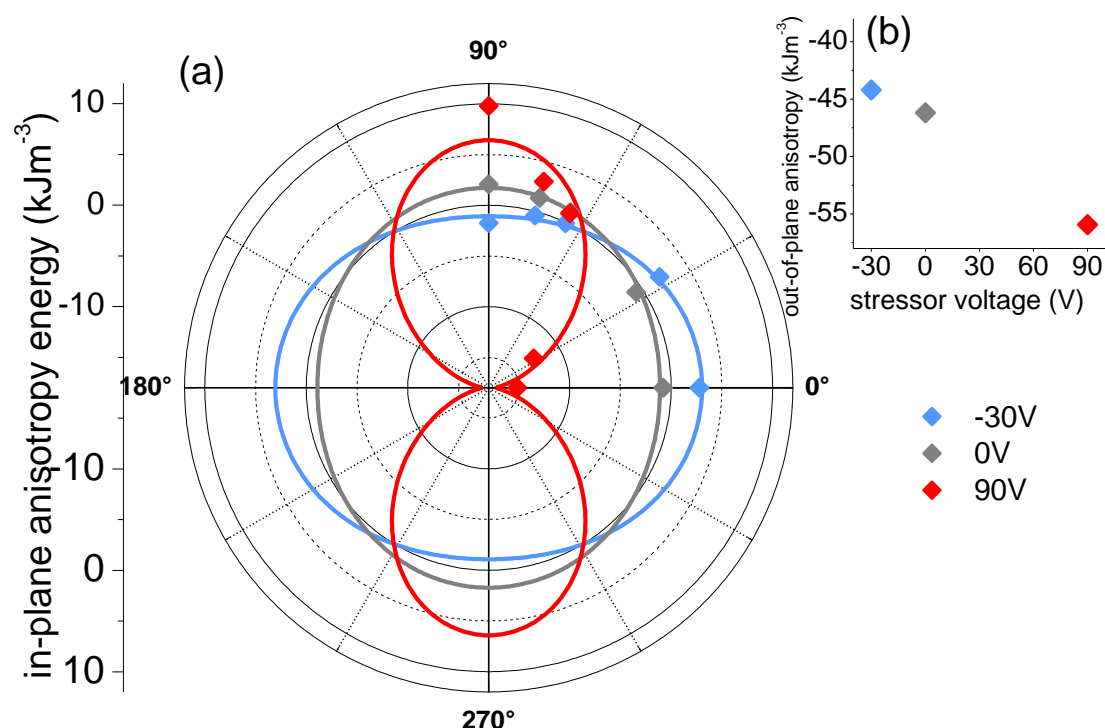 (a)
90°
in-plane anisotropy energy (kJm-3)
10
0
-10
-10
0
10
180°
0°
270°
(b)
out-of-plane anisotropy (kJm-3)
-40
-45
-50
-55
-30 0 30 60 90
stressor voltage (V)
-30V
0V
90V